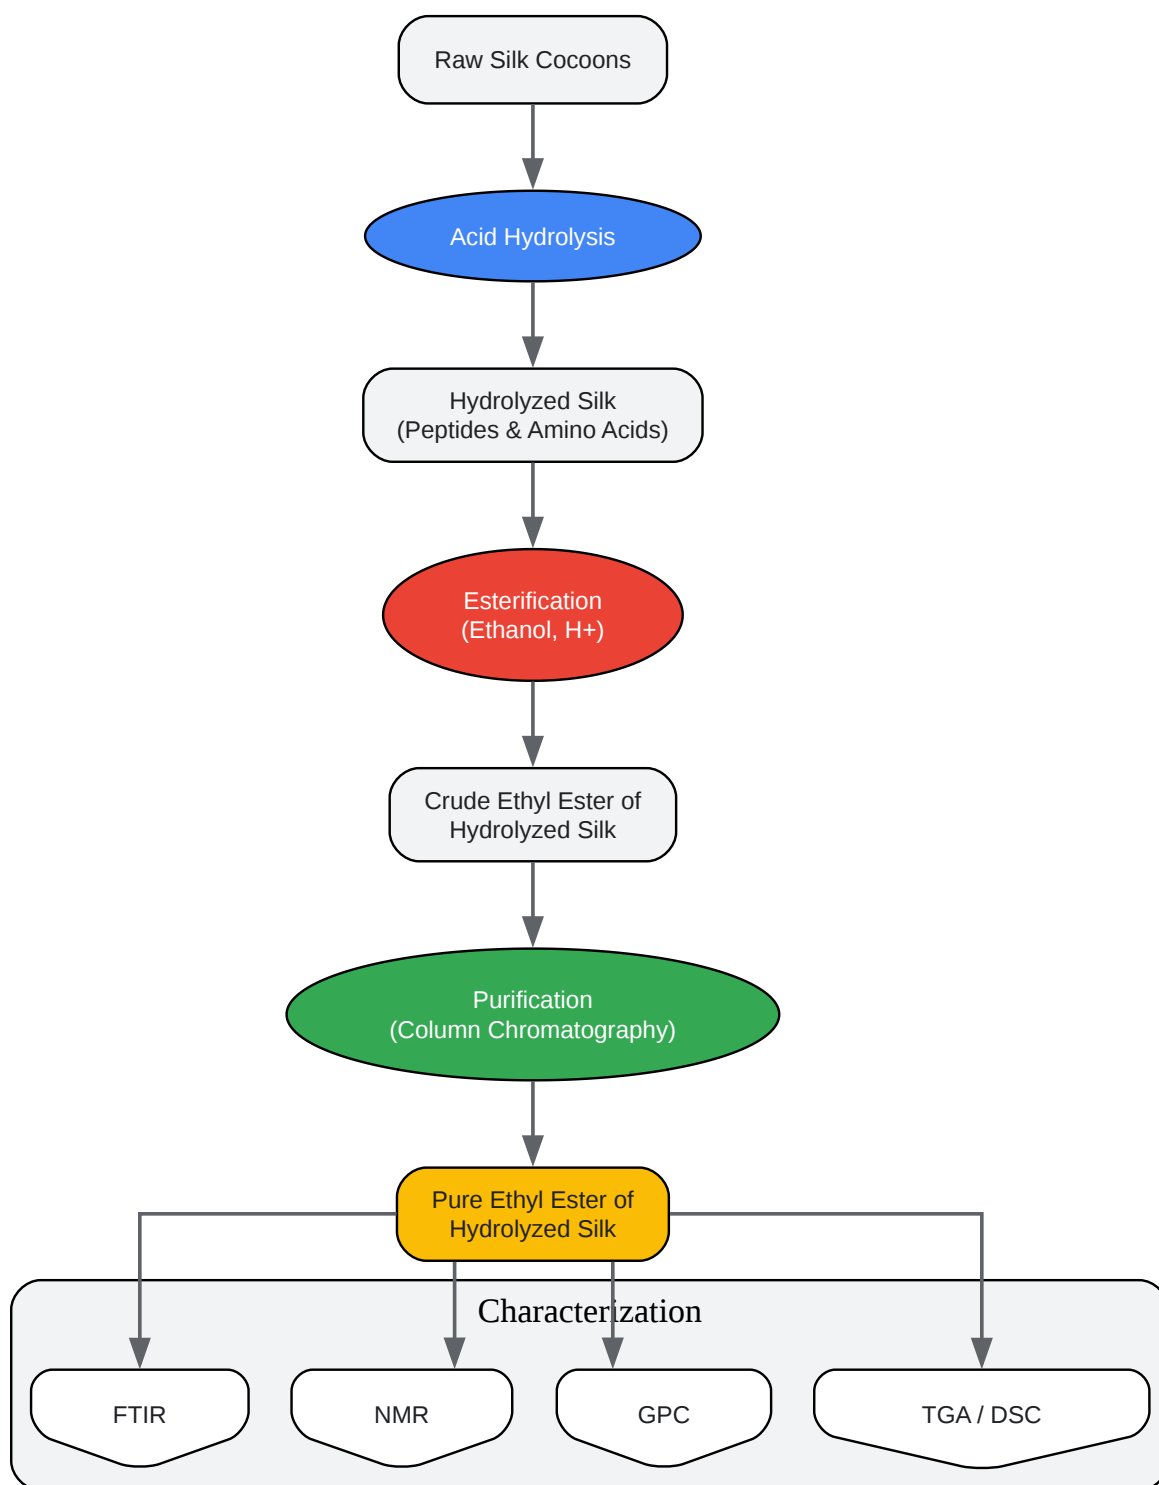 Raw Silk Cocoons
Acid Hydrolysis
Hydrolyzed Silk
(Peptides & Amino Acids)
Esterification
(Ethanol, H+)
Crude Ethyl Ester of
Hydrolyzed Silk
Purification
(Column Chromatography)
Pure Ethyl Ester of
Hydrolyzed Silk
Characterization
FTIR
NMR
GPC
TGA / DSC